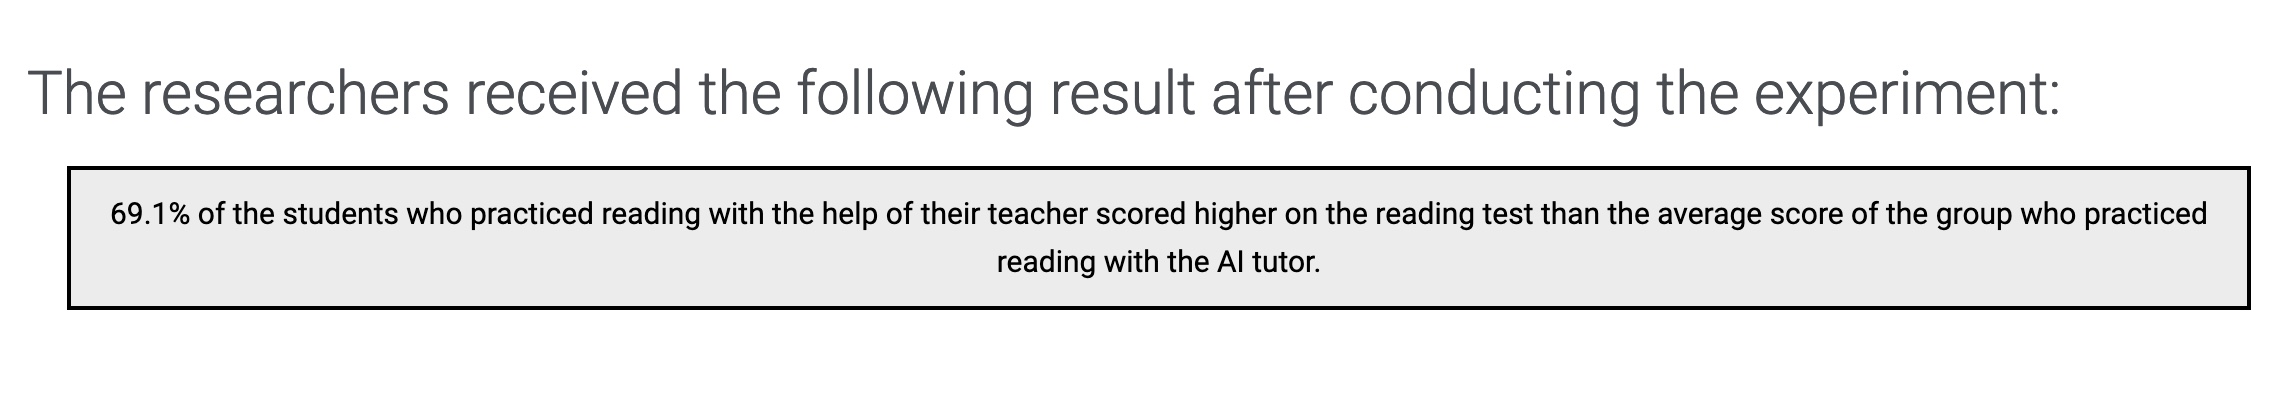 The researchers received the following result after conducting the experiment:
69.1% of the students who practiced reading with the help of their teacher scored higher on the reading test than the average score of the group who practiced
reading with the AI tutor.